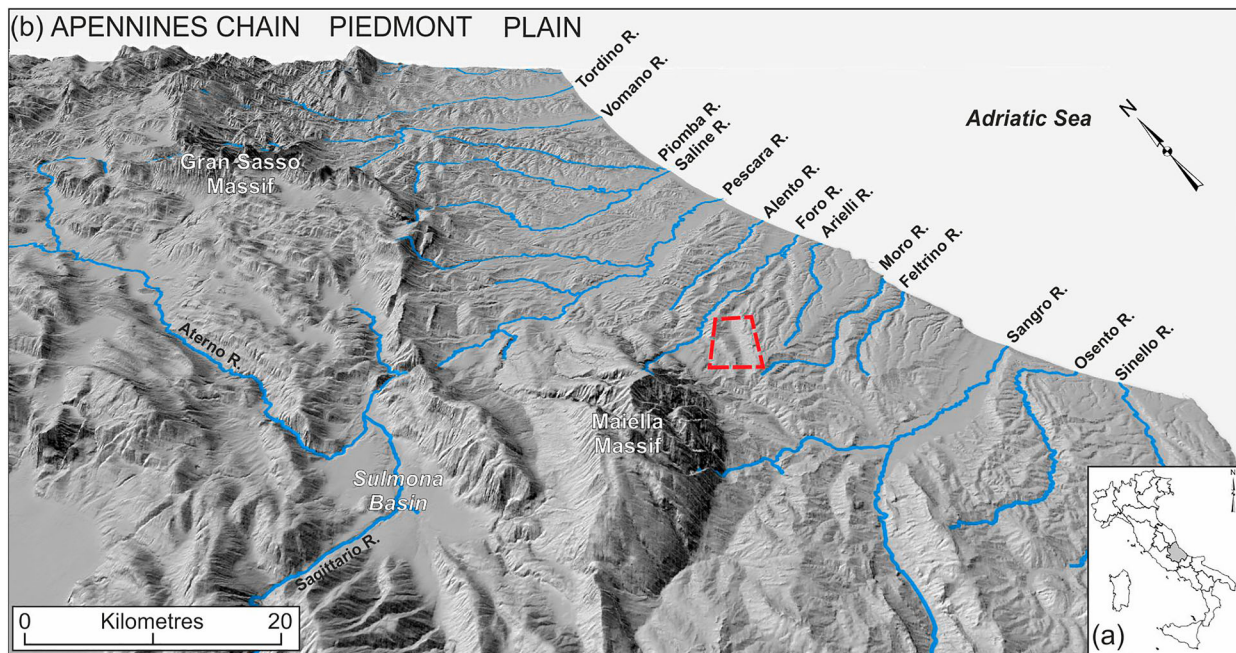 (b) APENNINES CHAIN PIEDMONT PLAIN
Tordino R.
Vomano R.
Piomba R.
Saline R.
Pescara R.
Alento R.
Foro R.
Arielli R.
Moro R.
Feltrino R.
Sangro R.
Osento R.
Sinello R.
Adriatic Sea
N
Gran Sasso
Massif
Aterno R.
Maiella
Massif
Sulmona
Basin
Sagittario R.
0 Kilometres 20
N
(a)